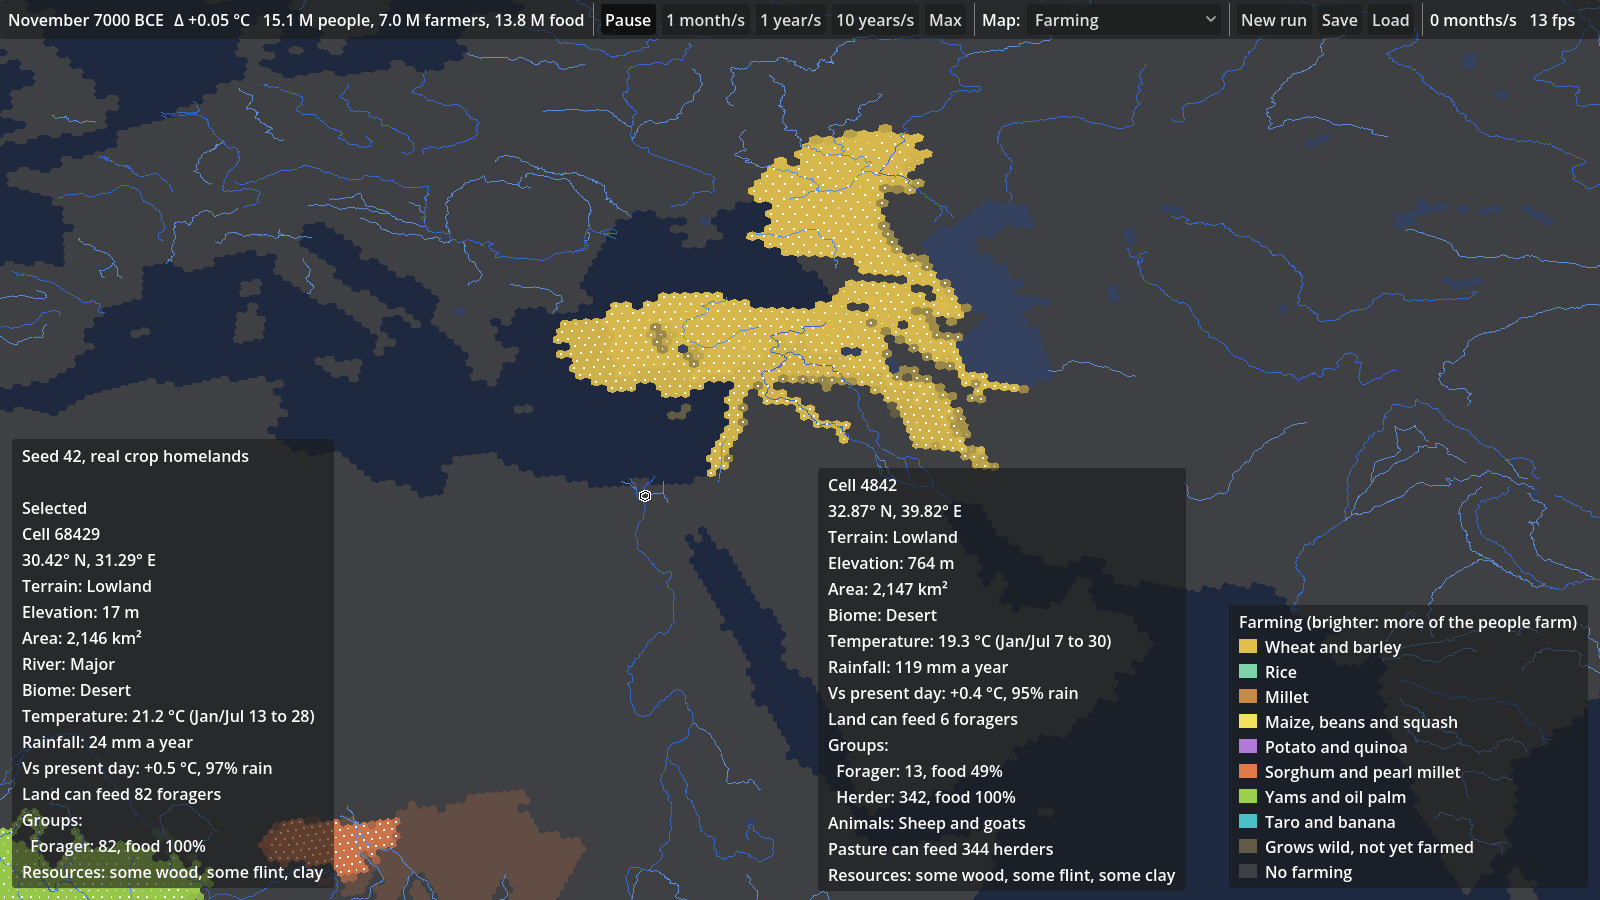 November 7000 BCE Δ +0.05 °C 15.1 M people, 7.0 M farmers, 13.8 M food Pause 1 month/s 1 year/s 10 years/s Max Map: Farming New run Save Load 0 months/s 13 fps
Seed 42, real crop homelands
Selected
Cell 68429
30.42° N, 31.29° E
Terrain: Lowland
Elevation: 17 m
Area: 2,146 km²
River: Major
Biome: Desert
Temperature: 21.2 °C (Jan/Jul 13 to 28)
Rainfall: 24 mm a year
Vs present day: +0.5 °C, 97% rain
Land can feed 82 foragers
Groups:
Forager: 82, food 100%
Resources: some wood, some flint, clay
Cell 4842
32.87° N, 39.82° E
Terrain: Lowland
Elevation: 764 m
Area: 2,147 km²
Biome: Desert
Temperature: 19.3 °C (Jan/Jul 7 to 30)
Rainfall: 119 mm a year
Vs present day: +0.4 °C, 95% rain
Land can feed 6 foragers
Groups:
Forager: 13, food 49%
Herder: 342, food 100%
Animals: Sheep and goats
Pasture can feed 344 herders
Resources: some wood, some flint, some clay
Farming (brighter: more of the people farm)
Wheat and barley
Rice
Millet
Maize, beans and squash
Potato and quinoa
Sorghum and pearl millet
Yams and oil palm
Taro and banana
Grows wild, not yet farmed
No farming